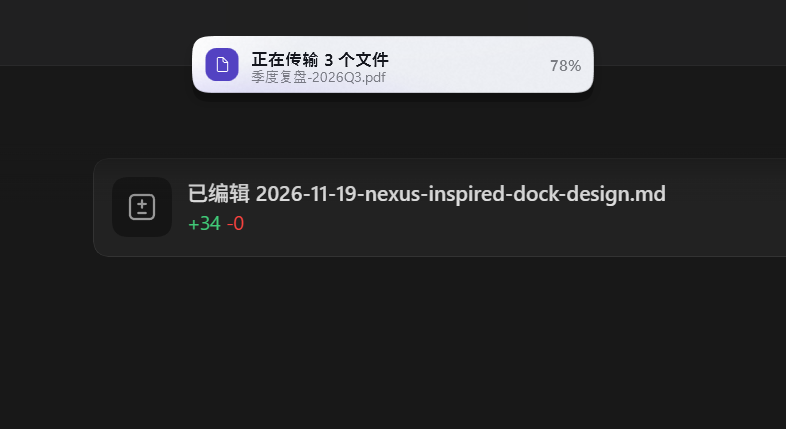 正在传输 3 个文件
季度复盘-2026Q3.pdf
78%
已编辑 2026-11-19-nexus-inspired-dock-design.md
+34 -0